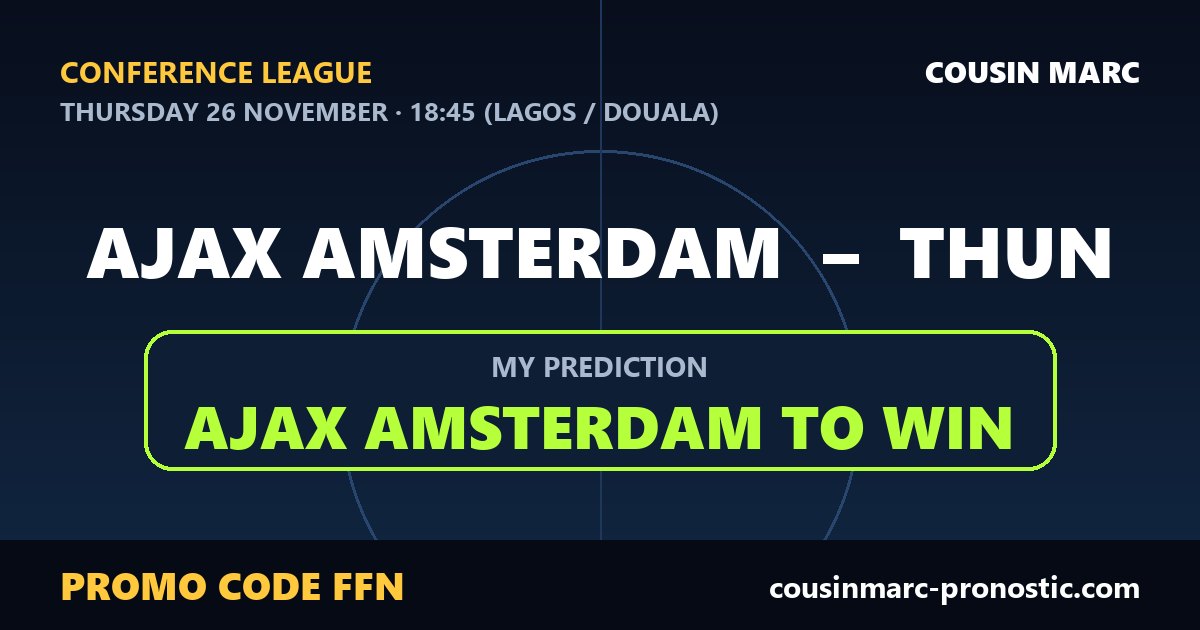 CONFERENCE LEAGUE
COUSIN MARC
THURSDAY 26 NOVEMBER · 18:45 (LAGOS / DOUALA)
AJAX AMSTERDAM – THUN
MY PREDICTION
AJAX AMSTERDAM TO WIN
PROMO CODE FFN
cousinmarc-pronostic.com